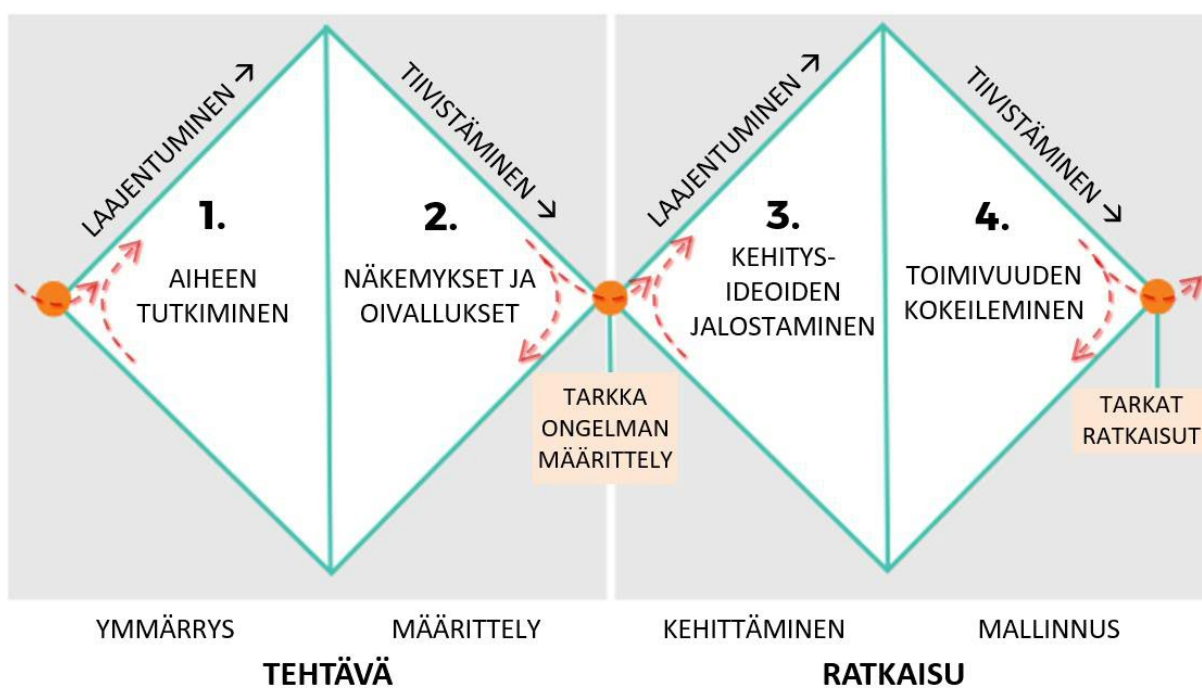 LAAJENTUMINEN ↗
1.
AIHEEN
TUTKIMINEN
TIIVISTÄMINEN ↘
2.
NÄKEMYKSET JA
OIVALLUKSET
TARKKA
ONGELMAN
MÄÄRITTELY
LAAJENTUMINEN ↗
3.
KEHITYS-
IDEOIDEN
JALOSTAMINEN
TIIVISTÄMINEN ↘
4.
TOIMIVUUDEN
KOKEILEMINEN
TARKAT
RATKAISUT
YMMÄRRYS
MÄÄRITTELY
KEHITTÄMINEN
MALLINNUS
TEHTÄVÄ
RATKAISU